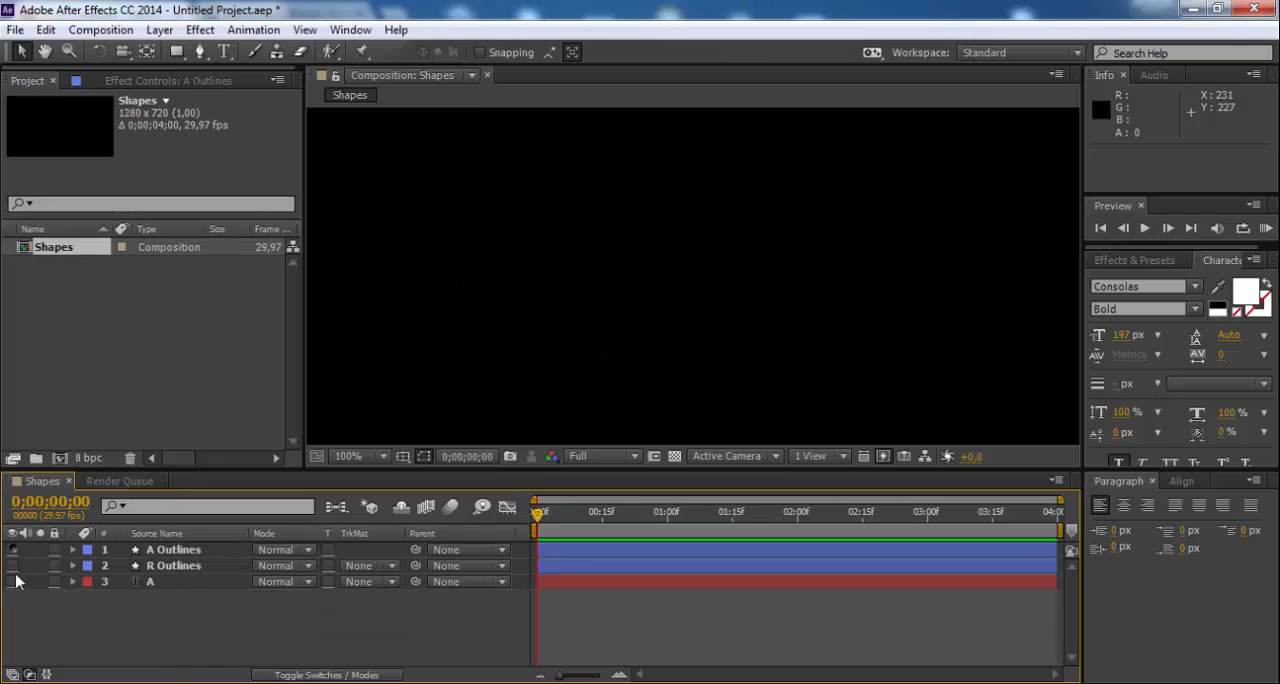 Adobe After Effects CC 2014 - Untitled Project.aep *
File Edit Composition Layer Effect Animation View Window Help
Snapping Workspace: Standard Search Help
Project × Effect Controls: A Outlines
Composition: Shapes ×
Info × Audio
Shapes
Shapes
1280 x 720 (1,00)
Δ 0;00;04;00, 29,97 fps
R :
G :
B :
A : 0
X : 231
Y : 227
Preview ×
Name Type Size Frame ...
Shapes Composition 29,97
Effects & Presets Characte
Consolas
Bold
197 px Auto
Metrics 0
- px
100 % 100 %
0 px 0 %
8 bpc
100% 0;00;00;00 Full Active Camera 1 View +0,0
T T TT Tt T' T,
Shapes × Render Queue
Paragraph × Align
0;00;00;00
00000 (29.97 fps)
:00f 00:15f 01:00f 01:15f 02:00f 02:15f 03:00f 03:15f 04:00
# Source Name Mode T TrkMat Parent
1 A Outlines Normal None
2 R Outlines Normal None None
3 A Normal None None
0 px 0 px 0 px
0 px 0 px
Toggle Switches / Modes